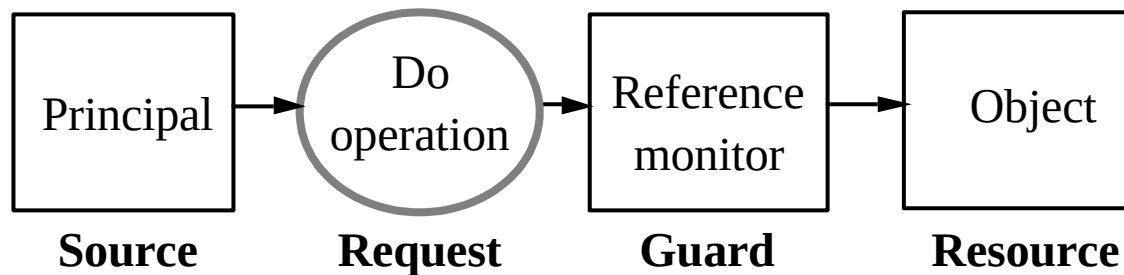 Principal
Do
operation
Reference
monitor
Object
Source
Request
Guard
Resource